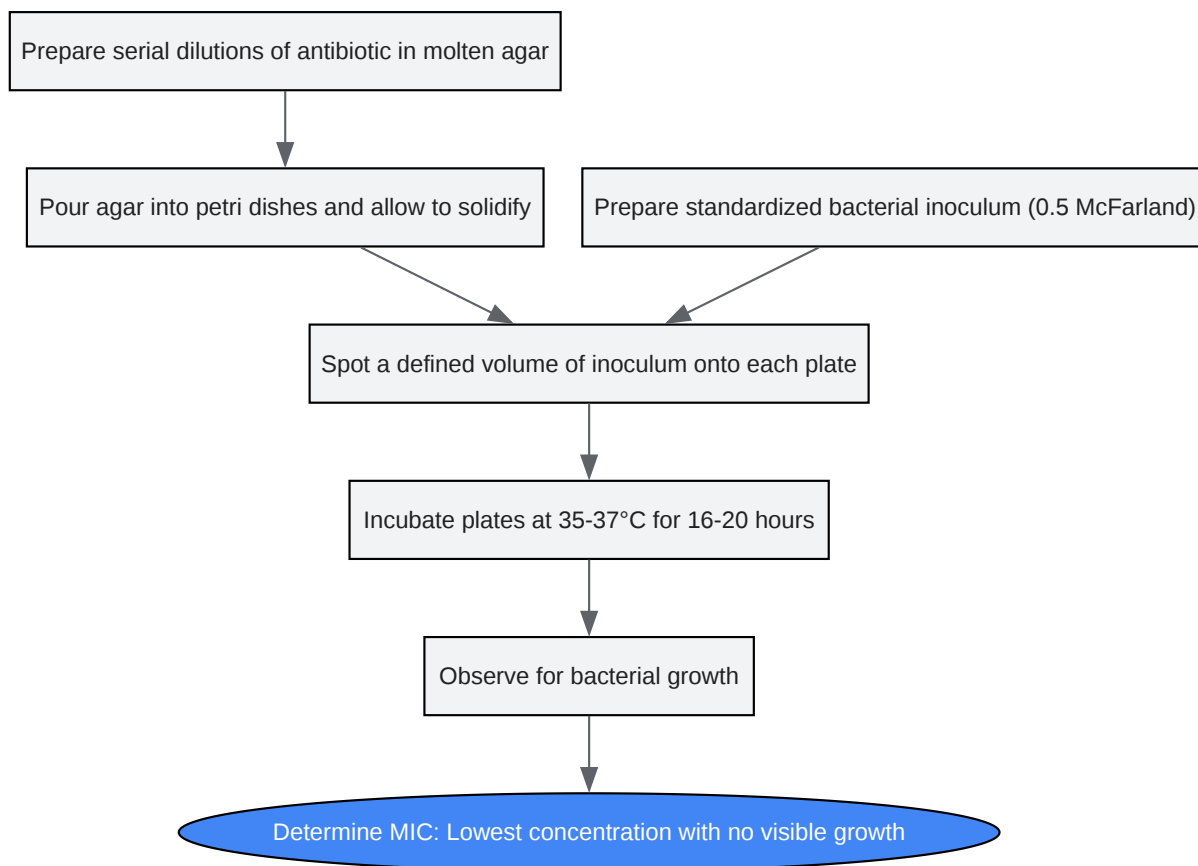 Prepare serial dilutions of antibiotic in molten agar
Pour agar into petri dishes and allow to solidify
Prepare standardized bacterial inoculum (0.5 McFarland)
Spot a defined volume of inoculum onto each plate
Incubate plates at 35-37°C for 16-20 hours
Observe for bacterial growth
Determine MIC: Lowest concentration with no visible growth